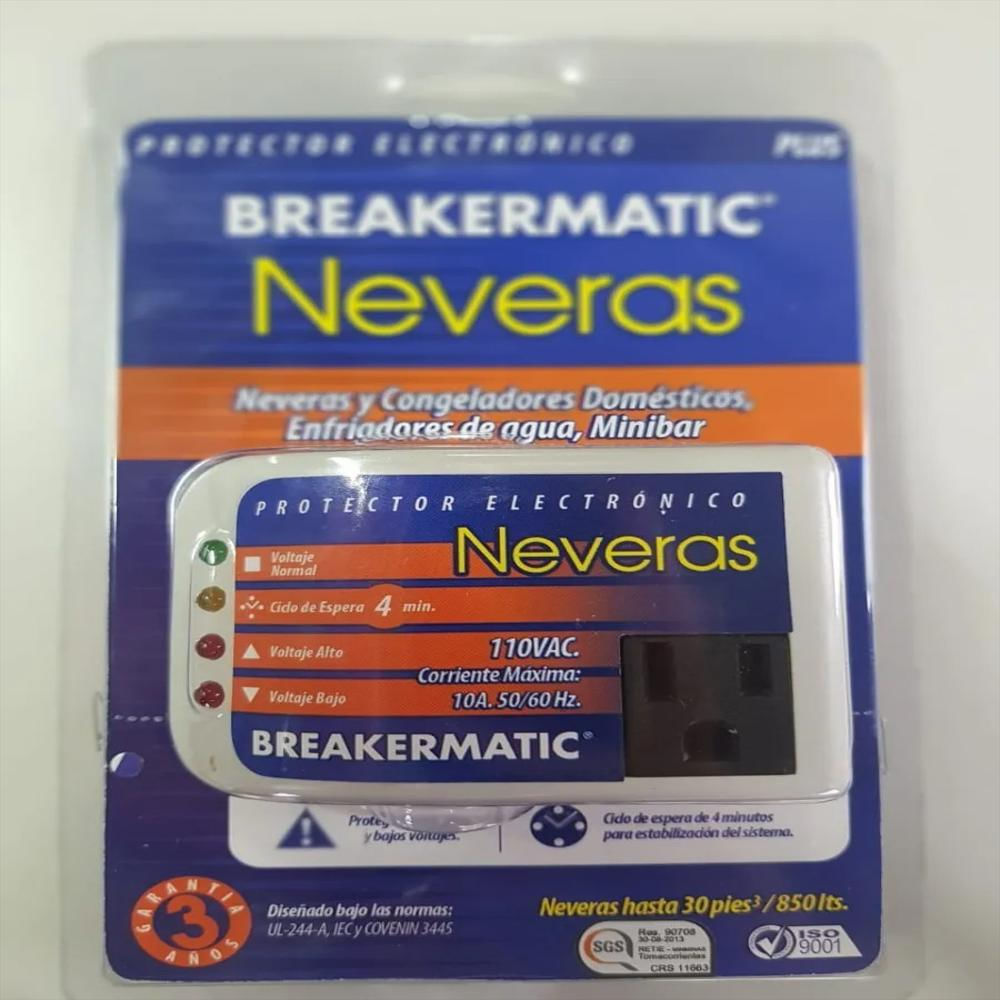 PROTECTOR ELECTRÓNICO PLUS
BREAKERMATIC®
Neveras
Neveras y Congeladores Domésticos,
Enfriadores de agua, Minibar
PROTECTOR ELECTRÓNICO
Neveras
Voltaje
Normal
Ciclo de Espera 4 min.
Voltaje Alto
Voltaje Bajo
110VAC.
Corriente Máxima:
10A. 50/60 Hz.
BREAKERMATIC®
y bajos voltajes.
Ciclo de espera de 4 minutos
para estabilización del sistema.
GARANTIA
3
AÑOS
Diseñado bajo las normas:
UL-244-A, IEC y COVENIN 3445
Neveras hasta 30 pies³ / 850 lts.
SGS
Res. 90708
30-08-2013
RETIE - MINMINAS
Tomacorrientes
CRS 11663
ISO
9001